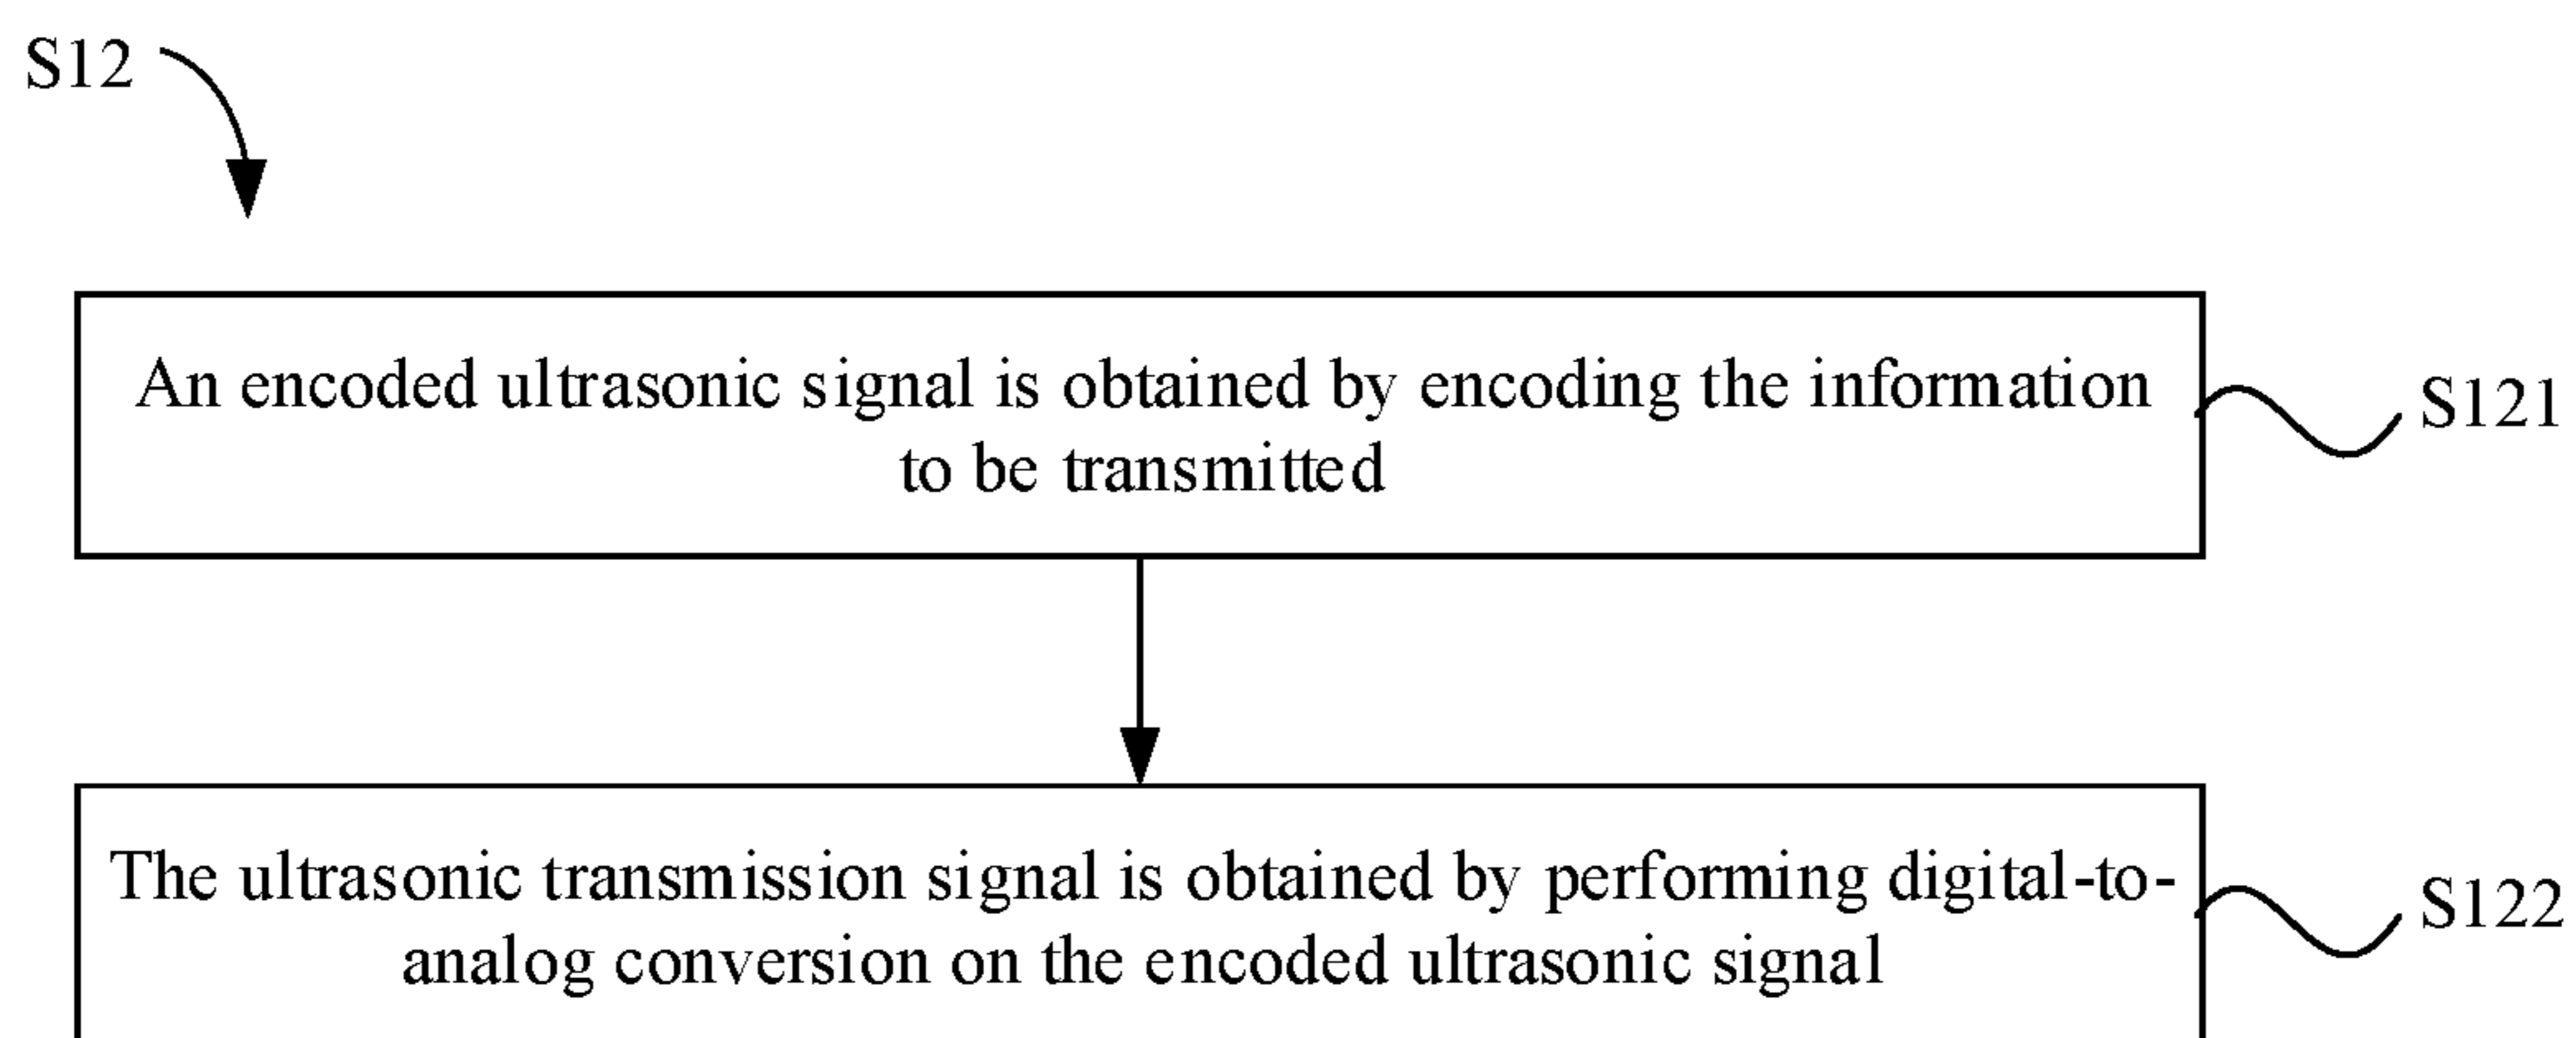 S12
An encoded ultrasonic signal is obtained by encoding the information
to be transmitted
S121
The ultrasonic transmission signal is obtained by performing digital-to-
analog conversion on the encoded ultrasonic signal
S122